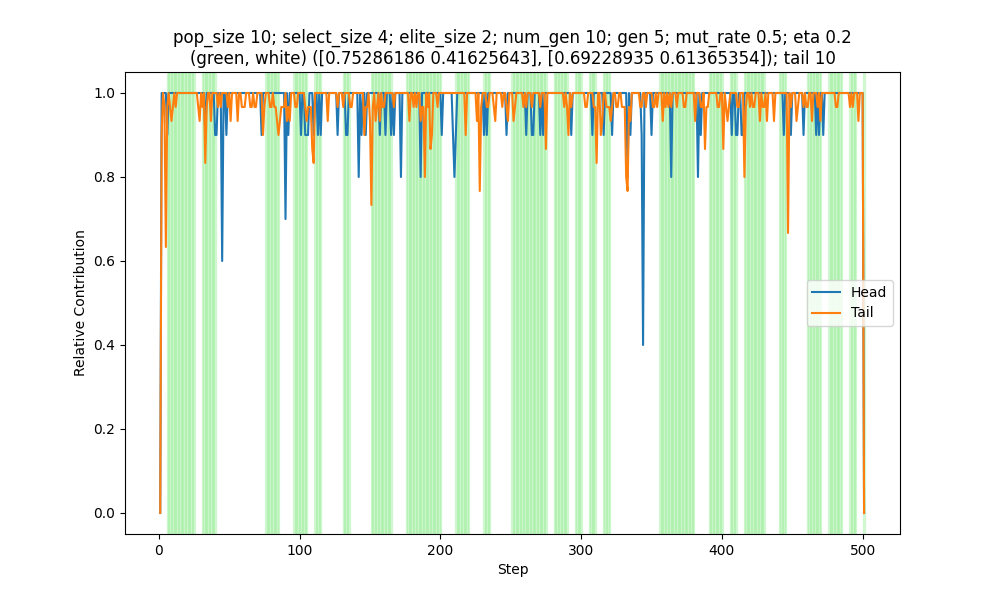 pop_size 10; select_size 4; elite_size 2; num_gen 10; gen 5; mut_rate 0.5; eta 0.2
(green, white) ([0.75286186 0.41625643], [0.69228935 0.61365354]); tail 10
1.0
0.8
0.6
0.4
0.2
0.0
Relative Contribution
Head
Tail
0 100 200 300 400 500
Step